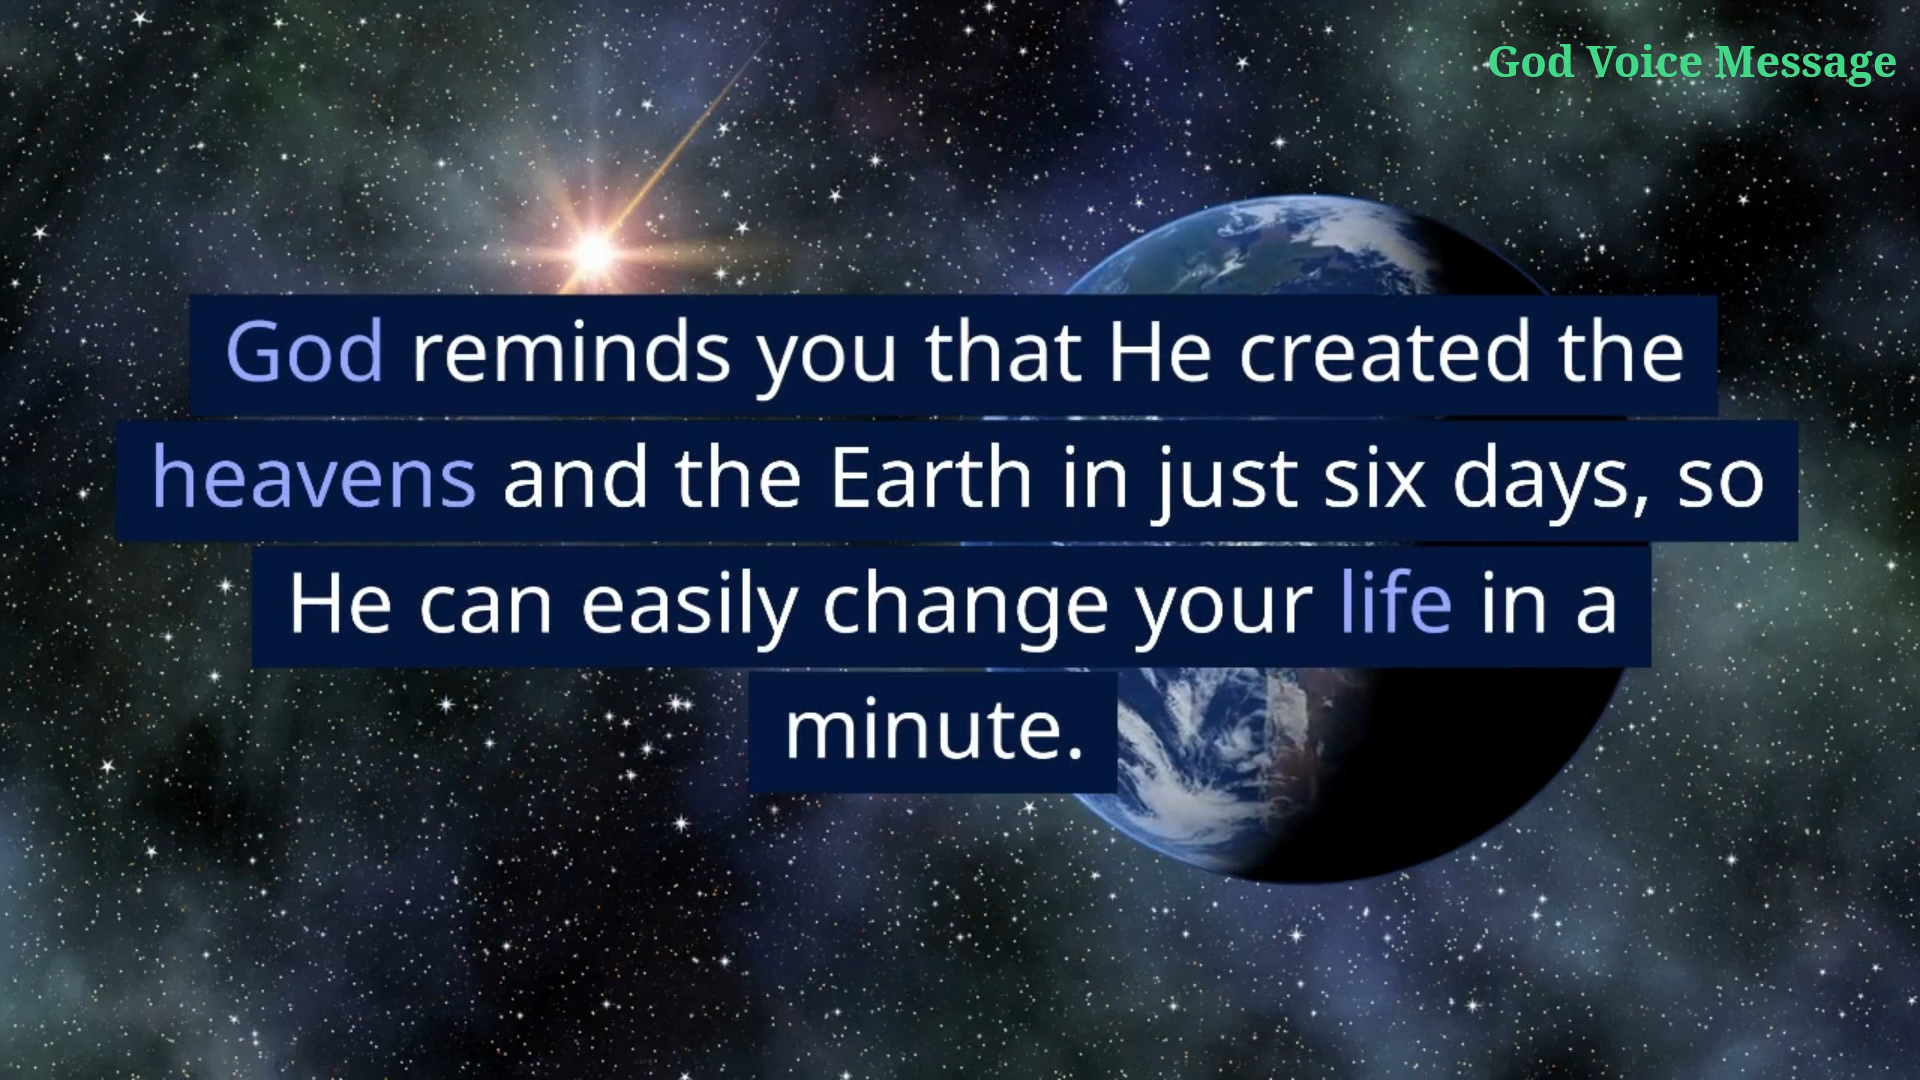 God Voice Message
God reminds you that He created the
heavens and the Earth in just six days, so
He can easily change your life in a
minute.